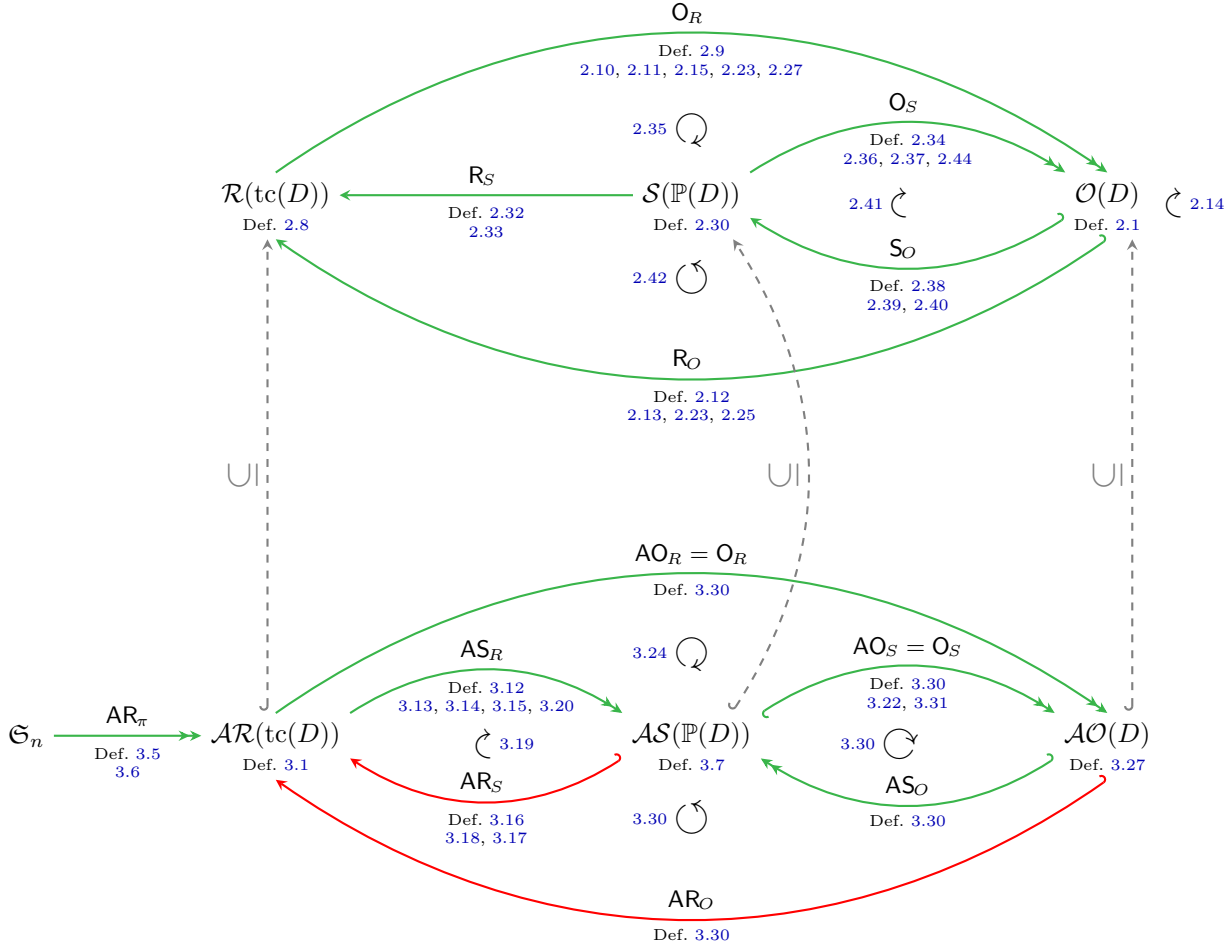 O_R
Def. 2.9
2.10, 2.11, 2.15, 2.23, 2.27
O_S
2.35
Def. 2.34
2.36, 2.37, 2.44
R(tc(D))
R_S
S(ℙ(D))
O(D)
2.41
2.14
Def. 2.8
Def. 2.32
2.33
Def. 2.30
Def. 2.1
S_O
2.42
Def. 2.38
2.39, 2.40
R_O
Def. 2.12
2.13, 2.23, 2.25
∪| ∪| ∪|
AO_R = O_R
Def. 3.30
AS_R
3.24
AO_S = O_S
Def. 3.12
3.13, 3.14, 3.15, 3.20
Def. 3.30
3.22, 3.31
𝔖_n
AR_π
AR(tc(D))
3.19
AS(ℙ(D))
3.30
AO(D)
Def. 3.5
3.6
Def. 3.1
Def. 3.7
Def. 3.27
AR_S
AS_O
Def. 3.16
3.18, 3.17
3.30
Def. 3.30
AR_O
Def. 3.30